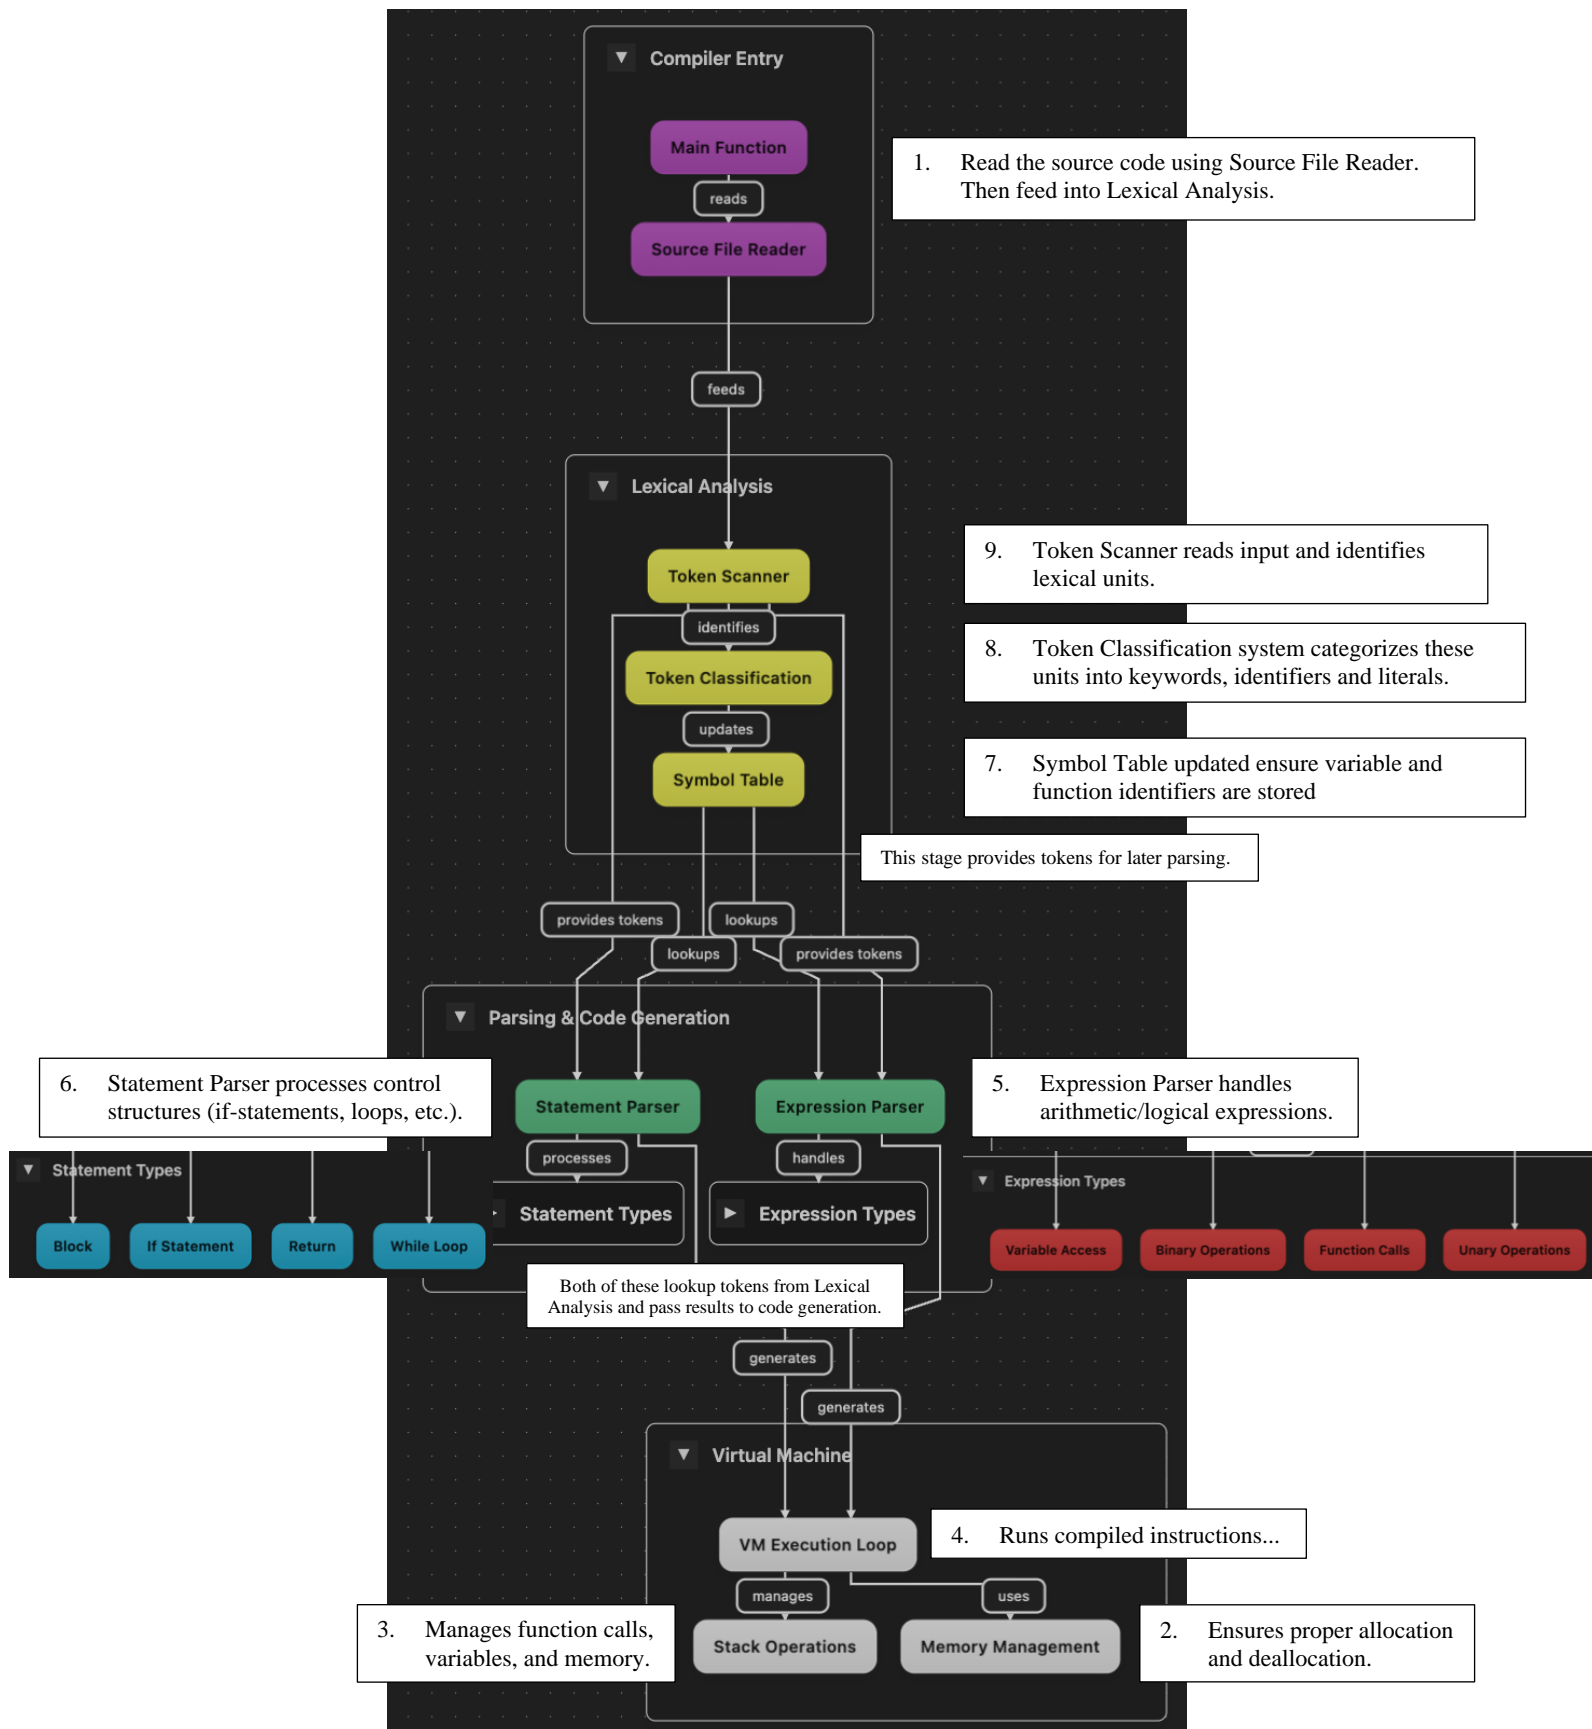 ▼ Compiler Entry
Main Function
1. Read the source code using Source File Reader.
Then feed into Lexical Analysis.
reads
Source File Reader
feeds
▼ Lexical Analysis
Token Scanner
9. Token Scanner reads input and identifies
lexical units.
identifies
8. Token Classification system categorizes these
units into keywords, identifiers and literals.
Token Classification
updates
Symbol Table
7. Symbol Table updated ensure variable and
function identifiers are stored
This stage provides tokens for later parsing.
provides tokens
lookups
lookups
provides tokens
▼ Parsing & Code Generation
6. Statement Parser processes control
structures (if-statements, loops, etc.).
Statement Parser
Expression Parser
5. Expression Parser handles
arithmetic/logical expressions.
processes
handles
▼ Statement Types
Block
If Statement
Return
While Loop
Statement Types
► Expression Types
▼ Expression Types
Variable Access
Binary Operations
Function Calls
Unary Operations
Both of these lookup tokens from Lexical
Analysis and pass results to code generation.
generates
generates
▼ Virtual Machine
VM Execution Loop
4. Runs compiled instructions...
manages
uses
3. Manages function calls,
variables, and memory.
Stack Operations
Memory Management
2. Ensures proper allocation
and deallocation.